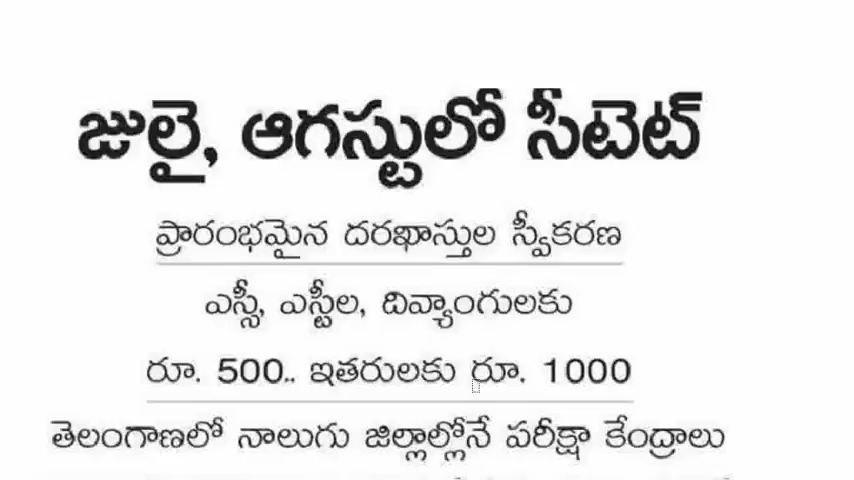 జులై, ఆగస్టులో సీటెట్
ప్రారంభమైన దరఖాస్తుల స్వీకరణ
ఎస్సీ, ఎస్టీల, దివ్యాంగులకు
రూ. 500.. ఇతరులకు రూ. 1000
తెలంగాణలో నాలుగు జిల్లాల్లోనే పరీక్షా కేంద్రాలు